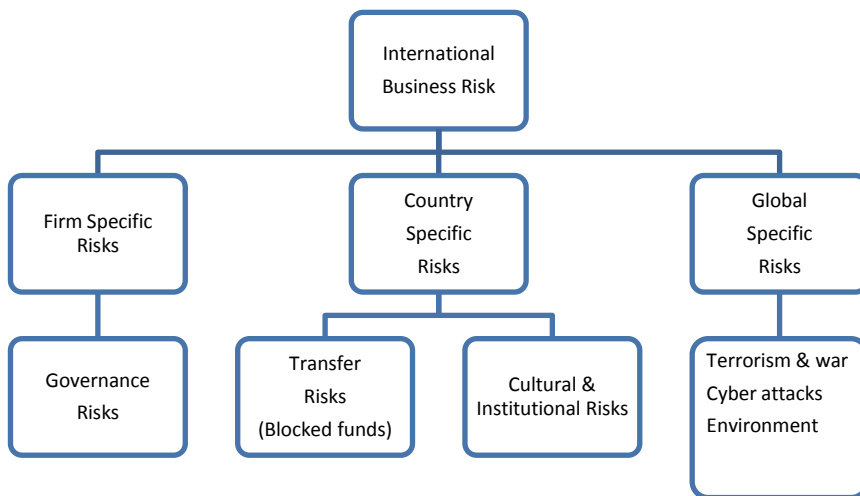 International
Business Risk
Firm Specific
Risks
Country
Specific
Risks
Global
Specific
Risks
Governance
Risks
Transfer
Risks
(Blocked funds)
Cultural &
Institutional Risks
Terrorism & war
Cyber attacks
Environment